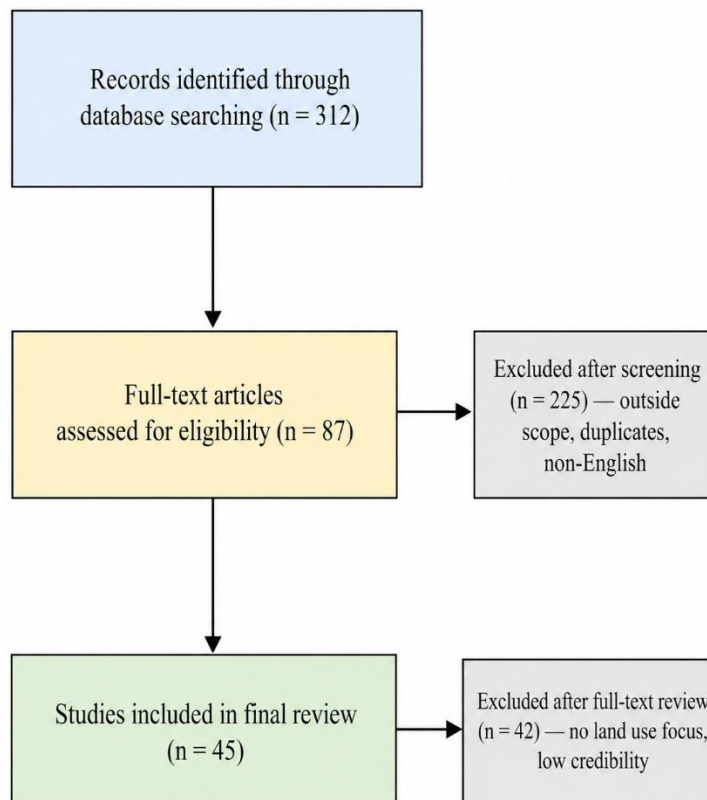 Records identified through
database searching (n = 312)
Full-text articles
assessed for eligibility (n = 87)
Excluded after screening
(n = 225) — outside
scope, duplicates,
non-English
Studies included in final review
(n = 45)
Excluded after full-text review
(n = 42) — no land use focus,
low credibility